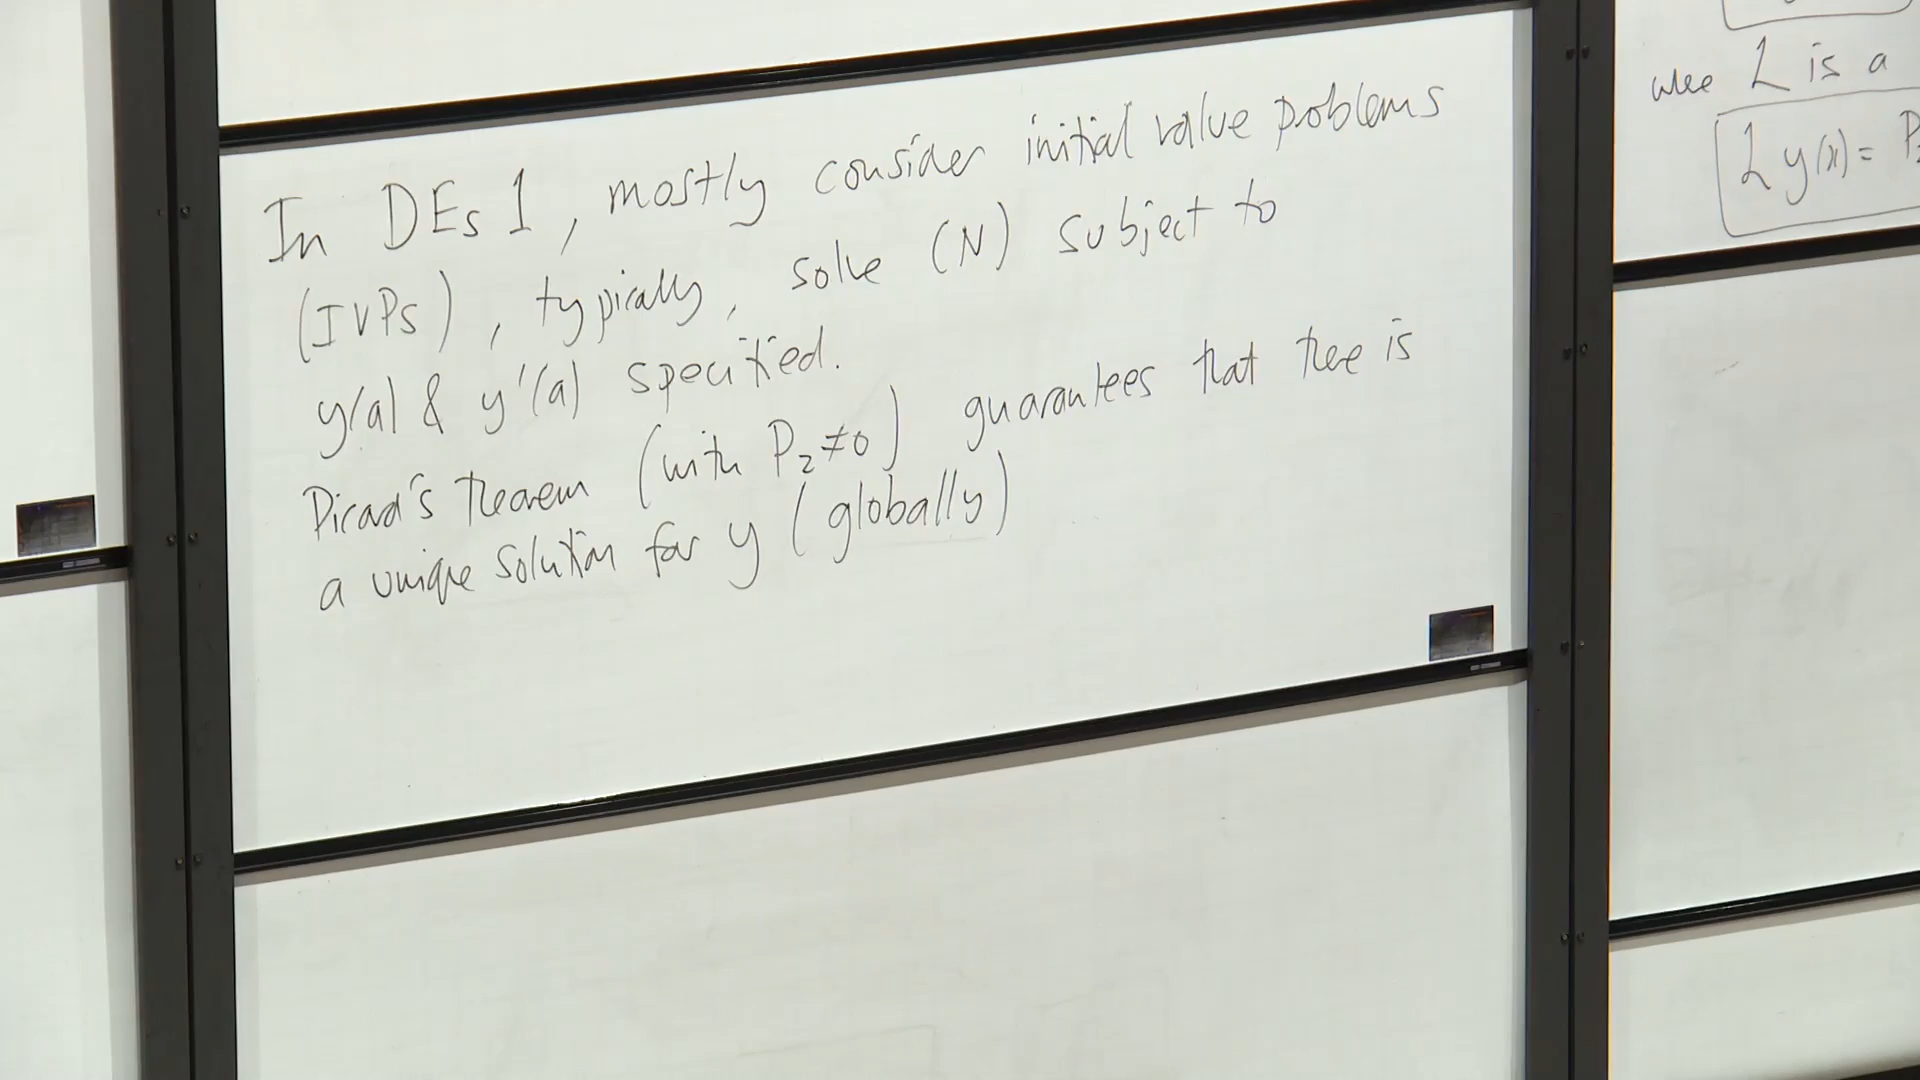 In DEs 1, mostly consider initial value problems
(IVPs), typically, solve (N) subject to
y(a) & y'(a) specified.
Picard's theorem (with P₂≠0) guarantees that there is
a unique solution for y (globally)
where L is a
L y(x) = P₂